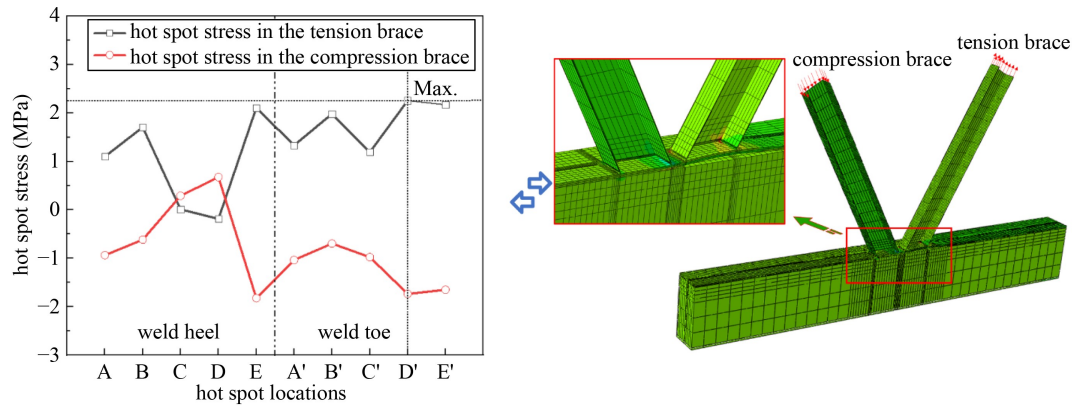 4
3
2
1
0
−1
−2
−3
hot spot stress (MPa)
hot spot stress in the tension brace
hot spot stress in the compression brace
Max.
weld heel
weld toe
A B C D E A' B' C' D' E'
hot spot locations
compression brace
tension brace